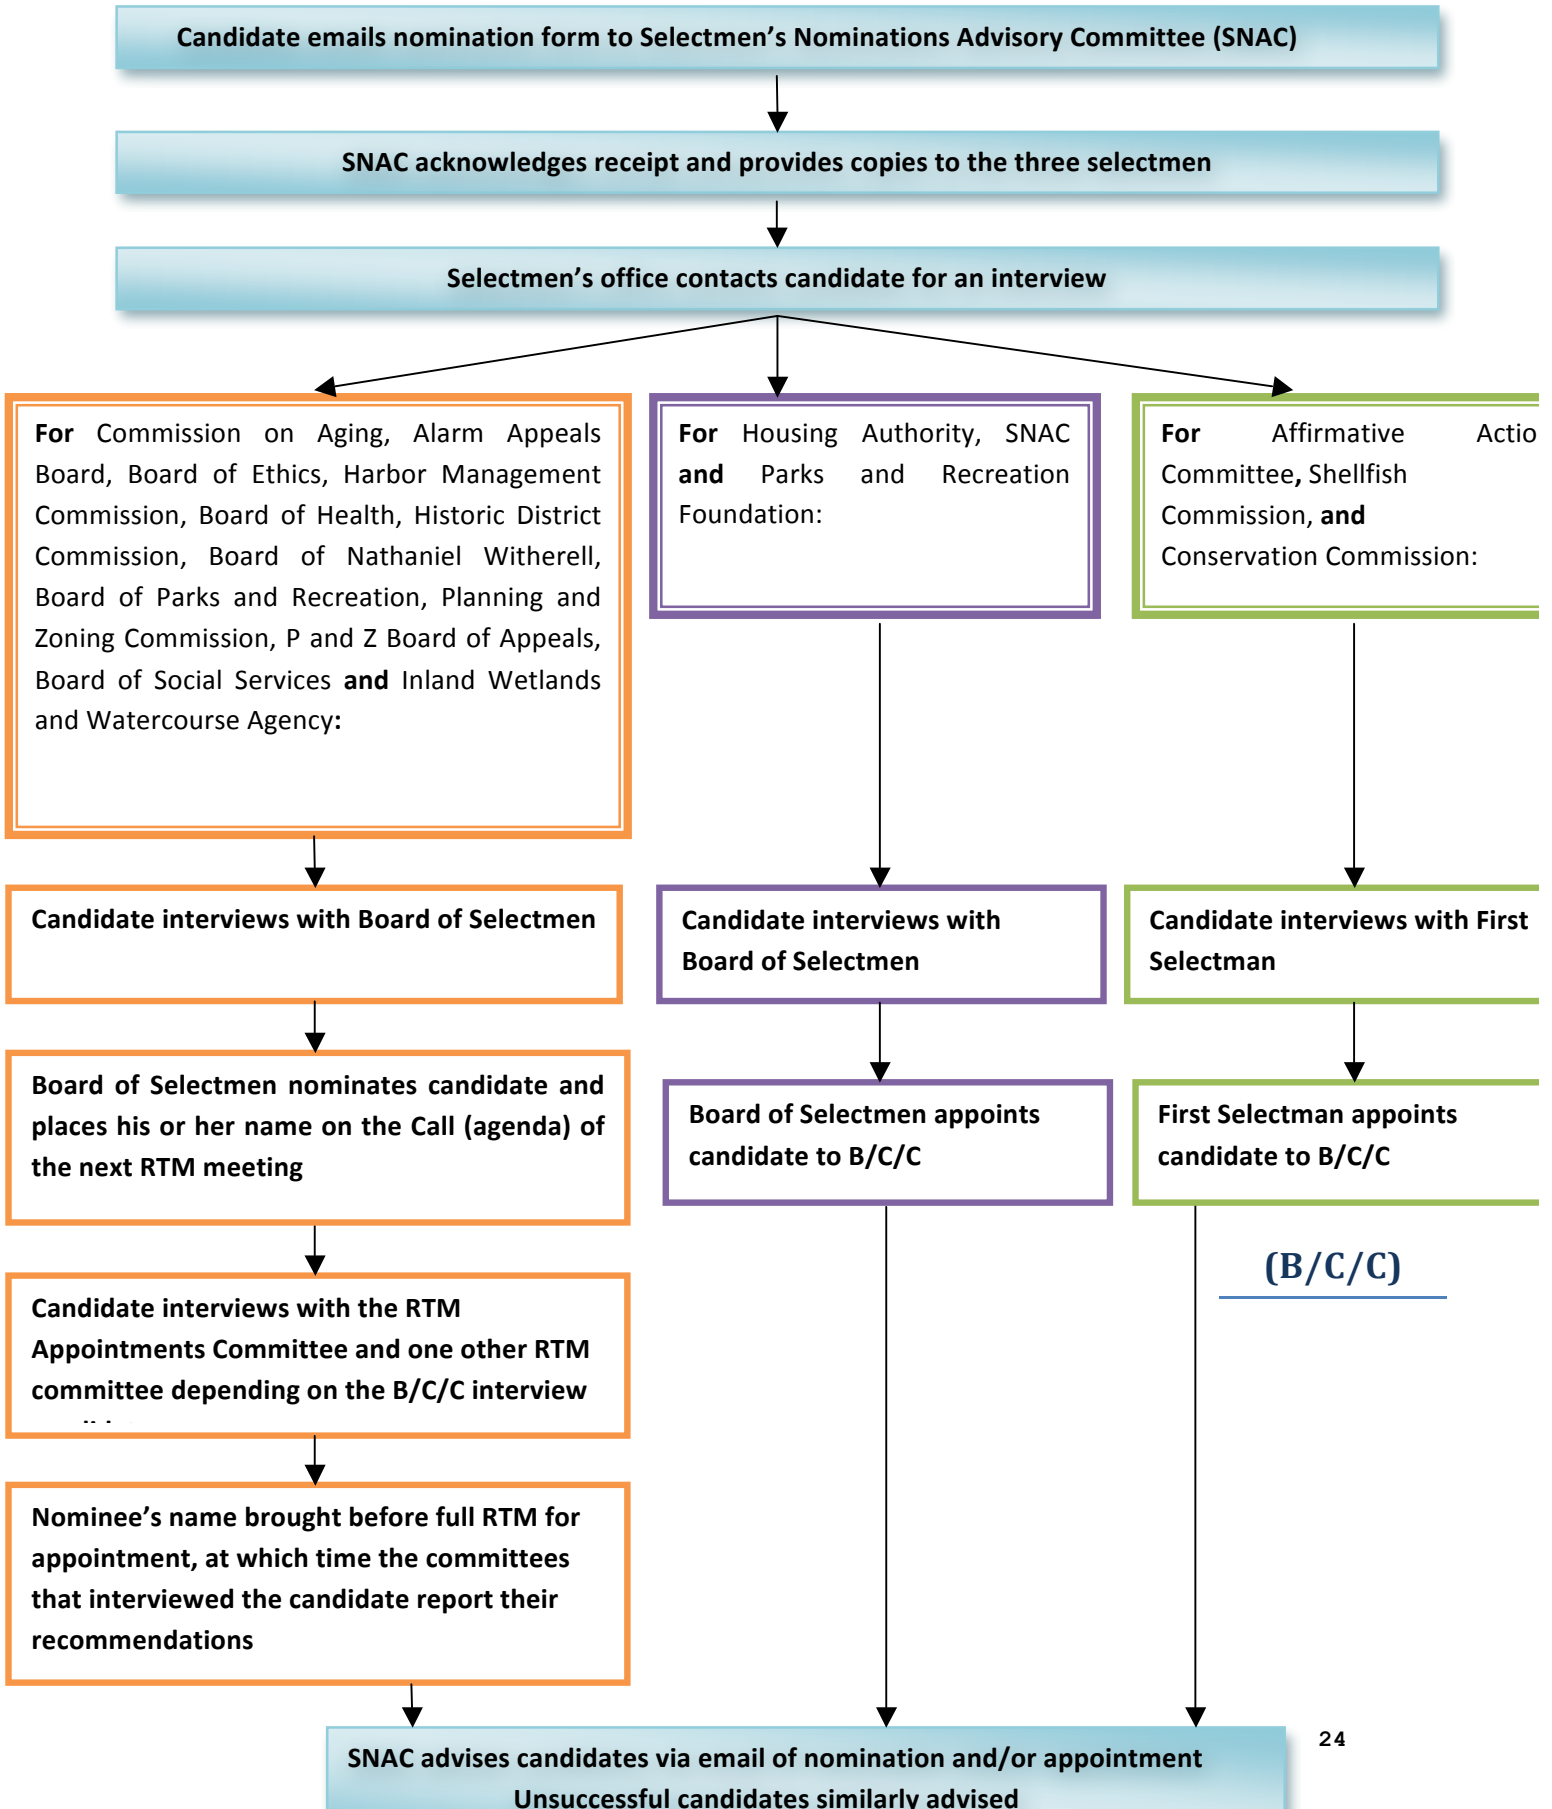 Candidate emails nomination form to Selectmen’s Nominations Advisory Committee (SNAC)
SNAC acknowledges receipt and provides copies to the three selectmen
Selectmen’s office contacts candidate for an interview
For Commission on Aging, Alarm Appeals
Board, Board of Ethics, Harbor Management
Commission, Board of Health, Historic District
Commission, Board of Nathaniel Witherell,
Board of Parks and Recreation, Planning and
Zoning Commission, P and Z Board of Appeals,
Board of Social Services and Inland Wetlands
and Watercourse Agency:
For Housing Authority, SNAC
and Parks and Recreation
Foundation:
For Affirmative Actio
Committee, Shellfish
Commission, and
Conservation Commission:
Candidate interviews with Board of Selectmen
Candidate interviews with
Board of Selectmen
Candidate interviews with First
Selectman
Board of Selectmen nominates candidate and
places his or her name on the Call (agenda) of
the next RTM meeting
Board of Selectmen appoints
candidate to B/C/C
First Selectman appoints
candidate to B/C/C
(B/C/C)
Candidate interviews with the RTM
Appointments Committee and one other RTM
committee depending on the B/C/C interview
Nominee’s name brought before full RTM for
appointment, at which time the committees
that interviewed the candidate report their
recommendations
24
SNAC advises candidates via email of nomination and/or appointment
Unsuccessful candidates similarly advised